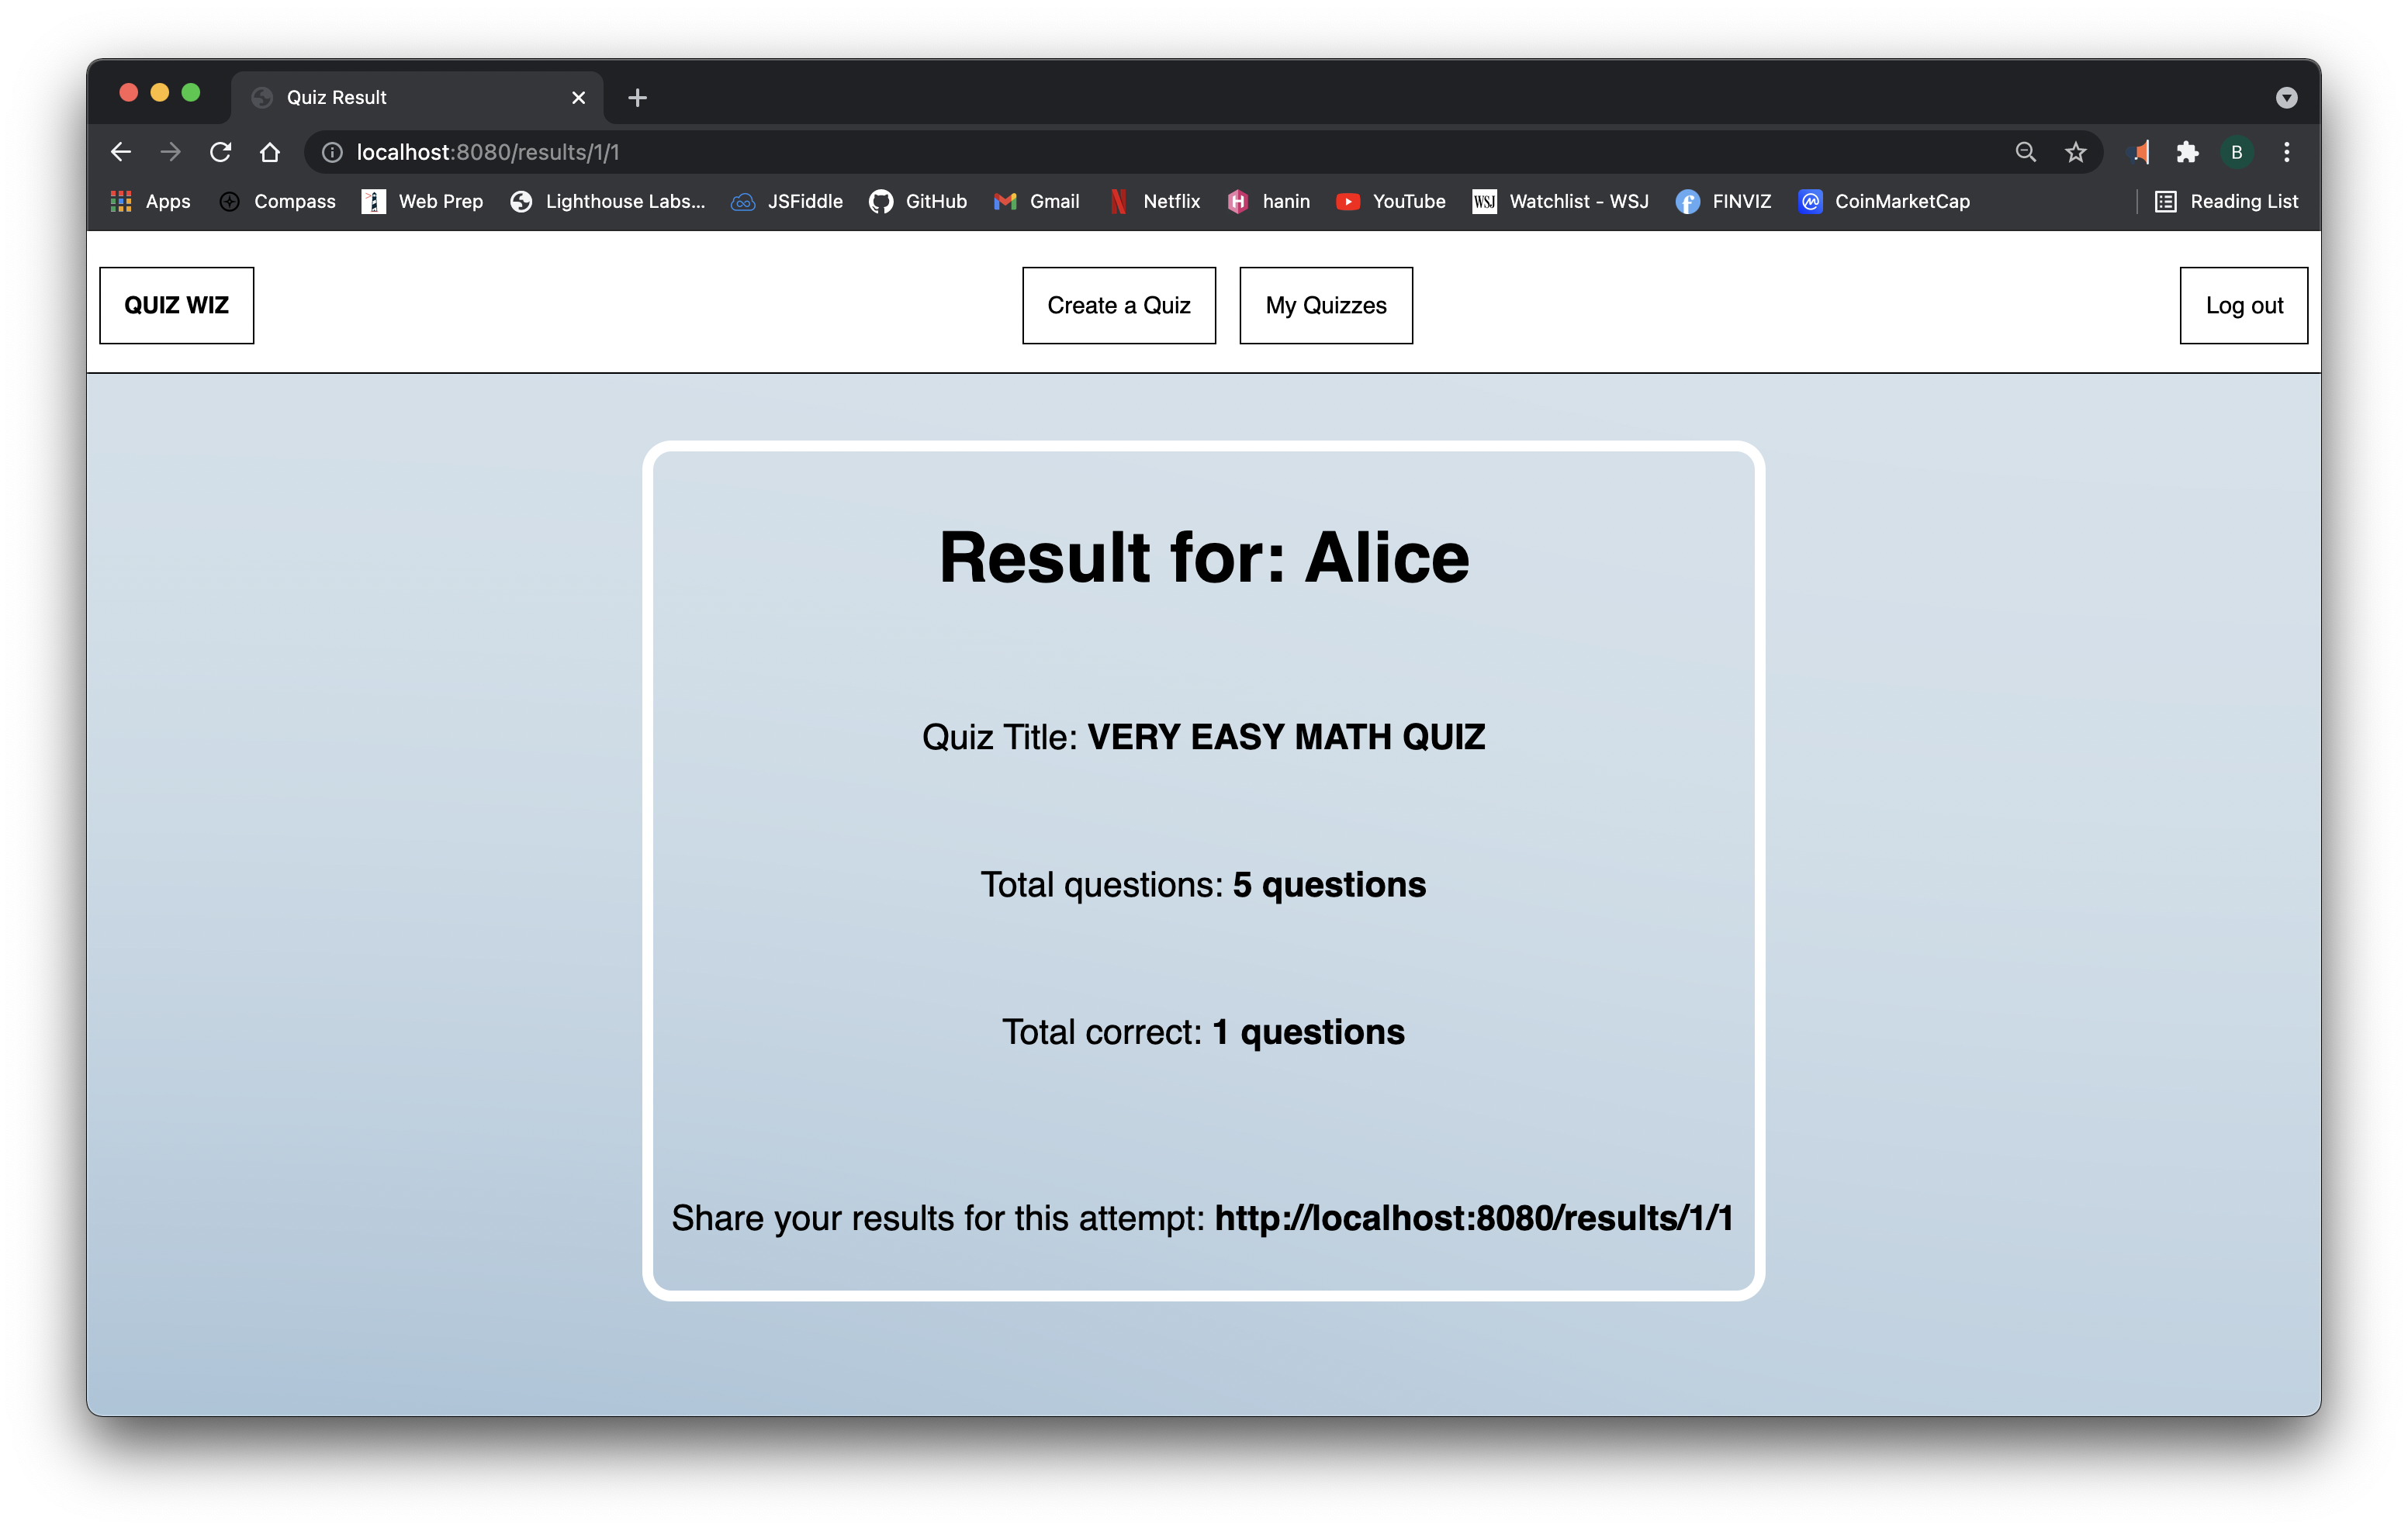 Quiz Result
localhost:8080/results/1/1
B
Apps Compass Web Prep Lighthouse Labs... JSFiddle GitHub Gmail Netflix hanin YouTube WSJ Watchlist - WSJ FINVIZ CoinMarketCap Reading List
QUIZ WIZ Create a Quiz My Quizzes Log out
Result for: Alice
Quiz Title: VERY EASY MATH QUIZ
Total questions: 5 questions
Total correct: 1 questions
Share your results for this attempt: http://localhost:8080/results/1/1